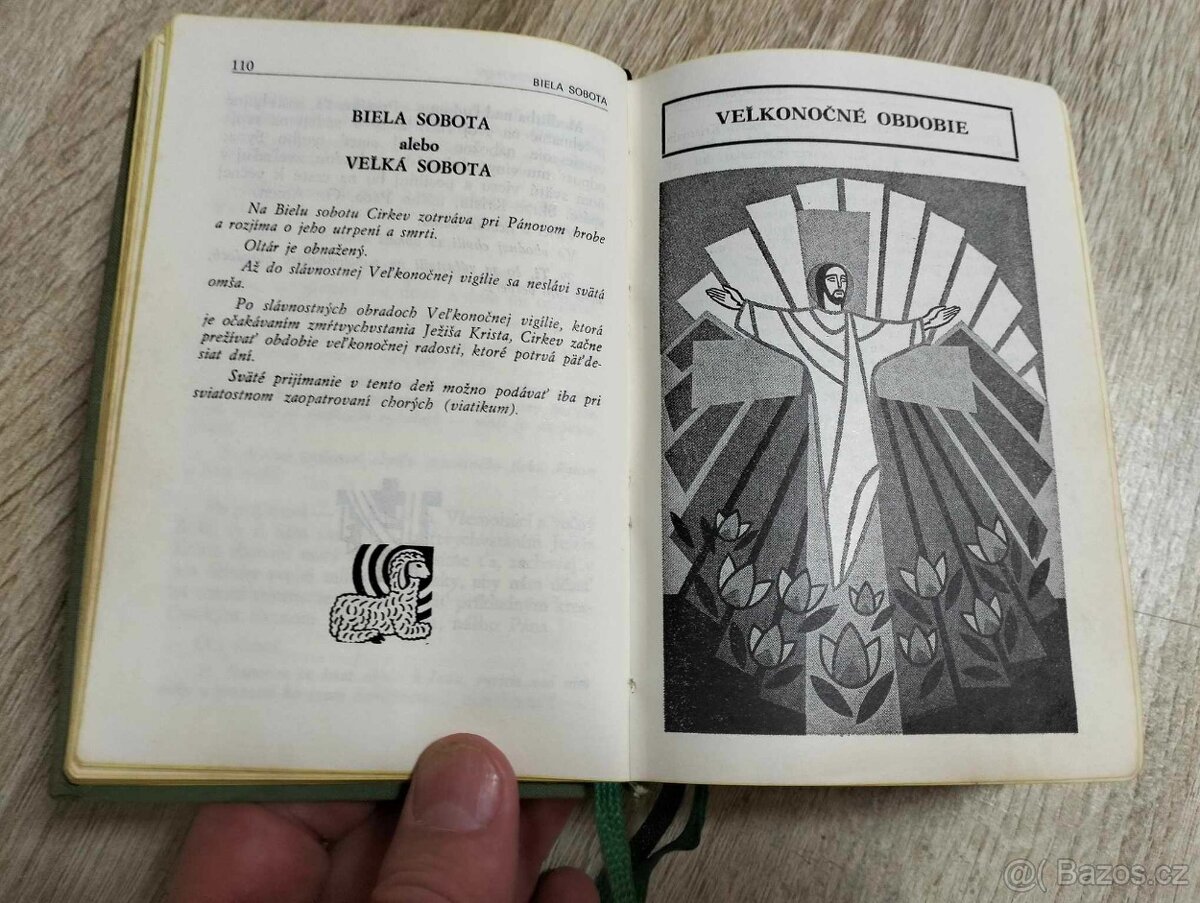 110
BIELA SOBOTA
BIELA SOBOTA
alebo
VEĽKÁ SOBOTA
Na Bielu sobotu Cirkev zotrváva pri Pánovom hrobe
a rozjíma o jeho utrpení a smrti.
Oltár je obnažený.
Až do slávnostnej Veľkonočnej vigílie sa neslávi svätá
omša.
Po slávnostných obradoch Veľkonočnej vigílie, ktorá
je očakávaním zmŕtvychvstania Ježiša Krista, Cirkev začne
prežívať obdobie veľkonočnej radosti, ktoré potrvá päťde-
siat dní.
Sväté prijímanie v tento deň možno podávať iba pri
sviatostnom zaopatrovaní chorých (viatikum).
VEĽKONOČNÉ OBDOBIE
@( Bazos.cz